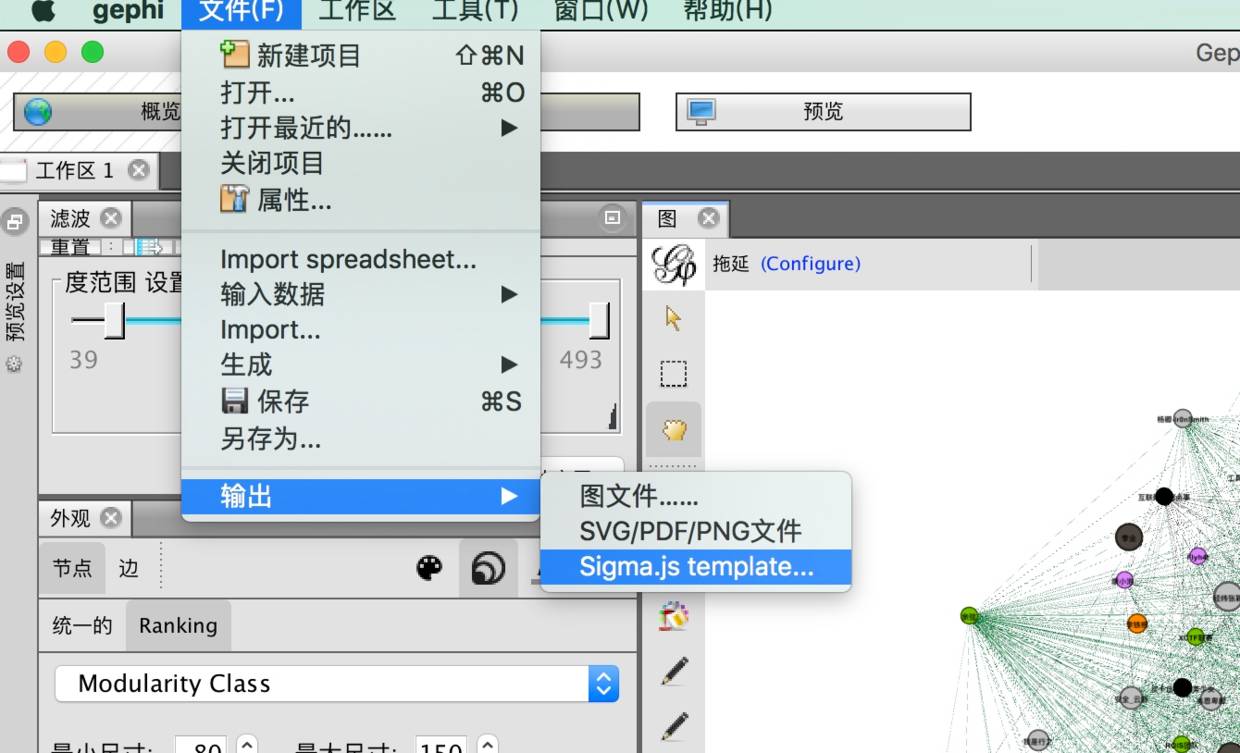 gephi 文件(F) 工作区 工具(T) 窗口(W) 帮助(H)
Gep
概览
预览
新建项目 ⇧⌘N
打开... ⌘O
打开最近的...... ▶
关闭项目
属性...
Import spreadsheet...
输入数据 ▶
Import...
生成 ▶
保存 ⌘S
另存为...
输出 ▶
图文件......
SVG/PDF/PNG文件
Sigma.js template...
工作区 1
滤波
重置
预览设置
度范围 设置
39
493
外观
节点 边
统一的 Ranking
Modularity Class
最小尺寸: 80 最大尺寸: 150
图
拖延 (Configure)